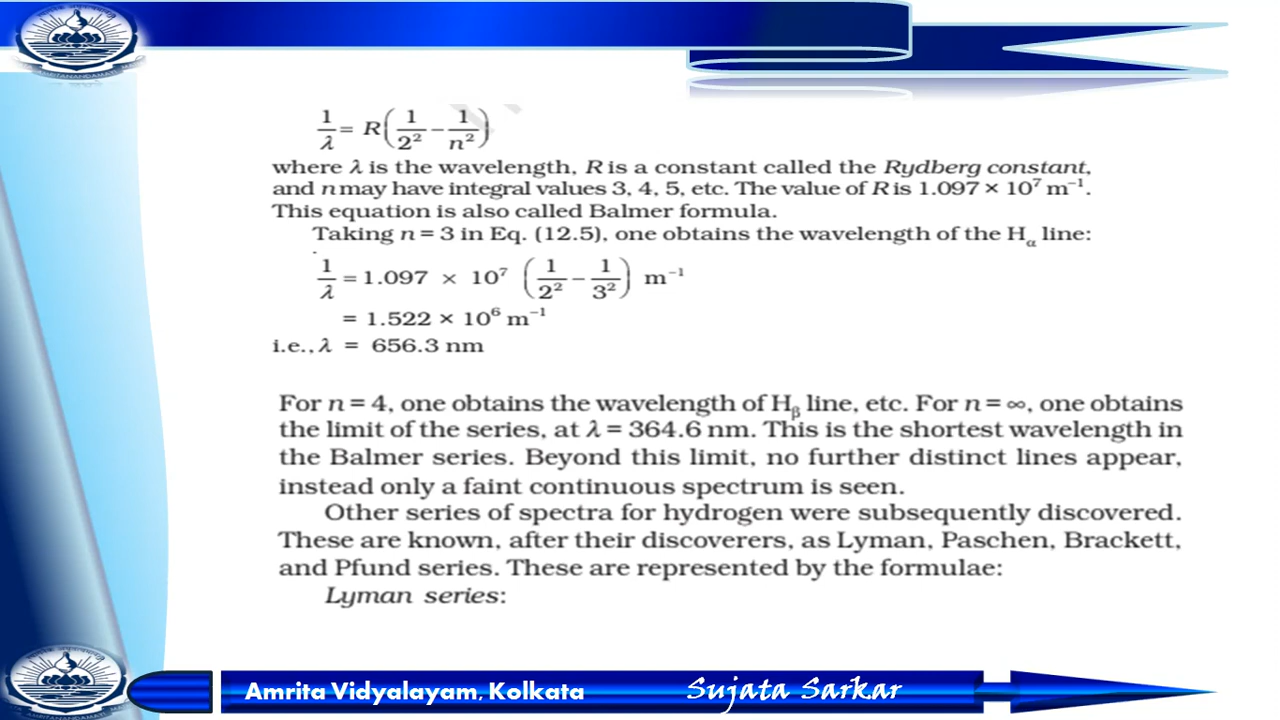 1/λ = R(1/2² − 1/n²)
where λ is the wavelength, R is a constant called the Rydberg constant,
and n may have integral values 3, 4, 5, etc. The value of R is 1.097 × 10⁷ m⁻¹.
This equation is also called Balmer formula.
Taking n = 3 in Eq. (12.5), one obtains the wavelength of the Hα line:
1/λ = 1.097 × 10⁷ (1/2² − 1/3²) m⁻¹
= 1.522 × 10⁶ m⁻¹
i.e., λ = 656.3 nm
For n = 4, one obtains the wavelength of Hβ line, etc. For n = ∞, one obtains
the limit of the series, at λ = 364.6 nm. This is the shortest wavelength in
the Balmer series. Beyond this limit, no further distinct lines appear,
instead only a faint continuous spectrum is seen.
Other series of spectra for hydrogen were subsequently discovered.
These are known, after their discoverers, as Lyman, Paschen, Brackett,
and Pfund series. These are represented by the formulae:
Lyman series:
Amrita Vidyalayam, Kolkata Sujata Sarkar